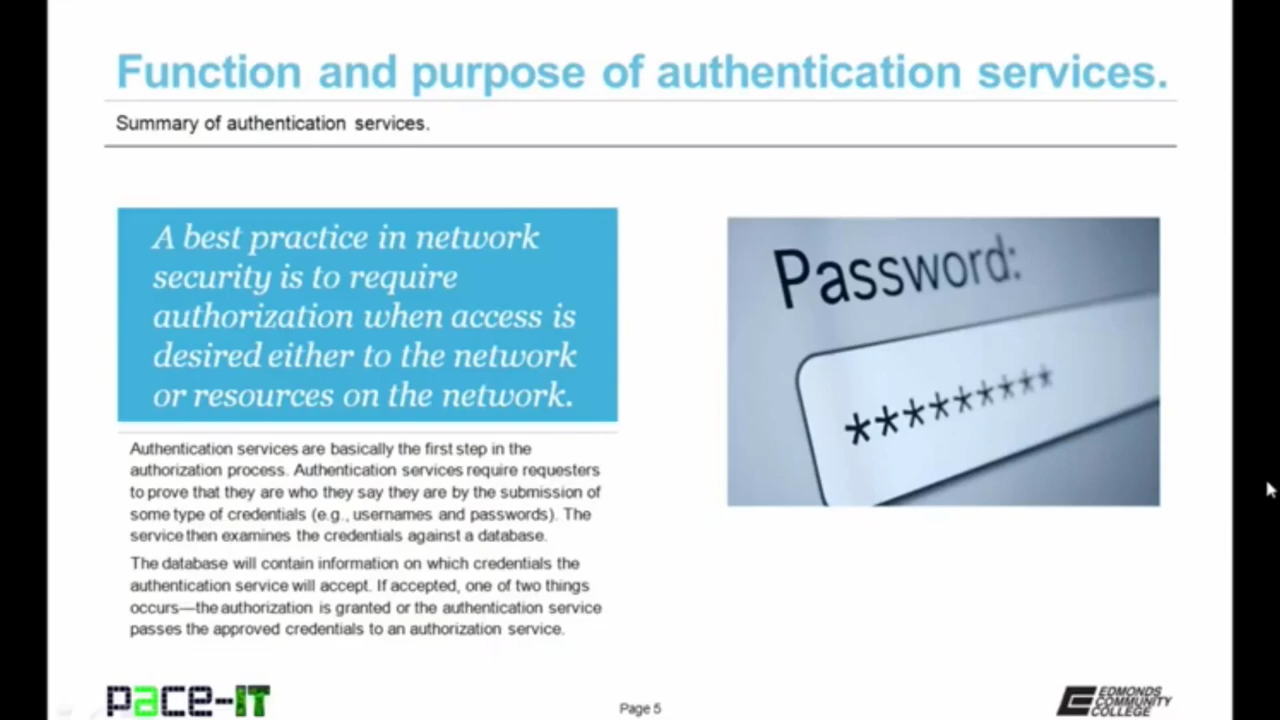 Function and purpose of authentication services.
Summary of authentication services.
A best practice in network
security is to require
authorization when access is
desired either to the network
or resources on the network.
Authentication services are basically the first step in the
authorization process. Authentication services require requesters
to prove that they are who they say they are by the submission of
some type of credentials (e.g., usernames and passwords). The
service then examines the credentials against a database.
The database will contain information on which credentials the
authentication service will accept. If accepted, one of two things
occurs—the authorization is granted or the authentication service
passes the approved credentials to an authorization service.
Password:
*********
pace-IT
Page 5
EDMONDS
COMMUNITY
COLLEGE